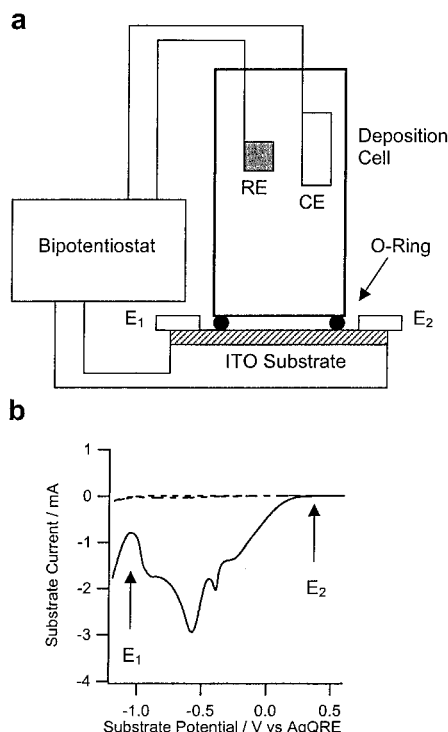 a
Deposition
Cell
RE
CE
Bipotentiostat
O-Ring
E1
E2
ITO Substrate
b
Substrate Current / mA
1
0
-1
-2
-3
-4
E1
E2
-1.0
-0.5
0.0
0.5
Substrate Potential / V vs AgQRE